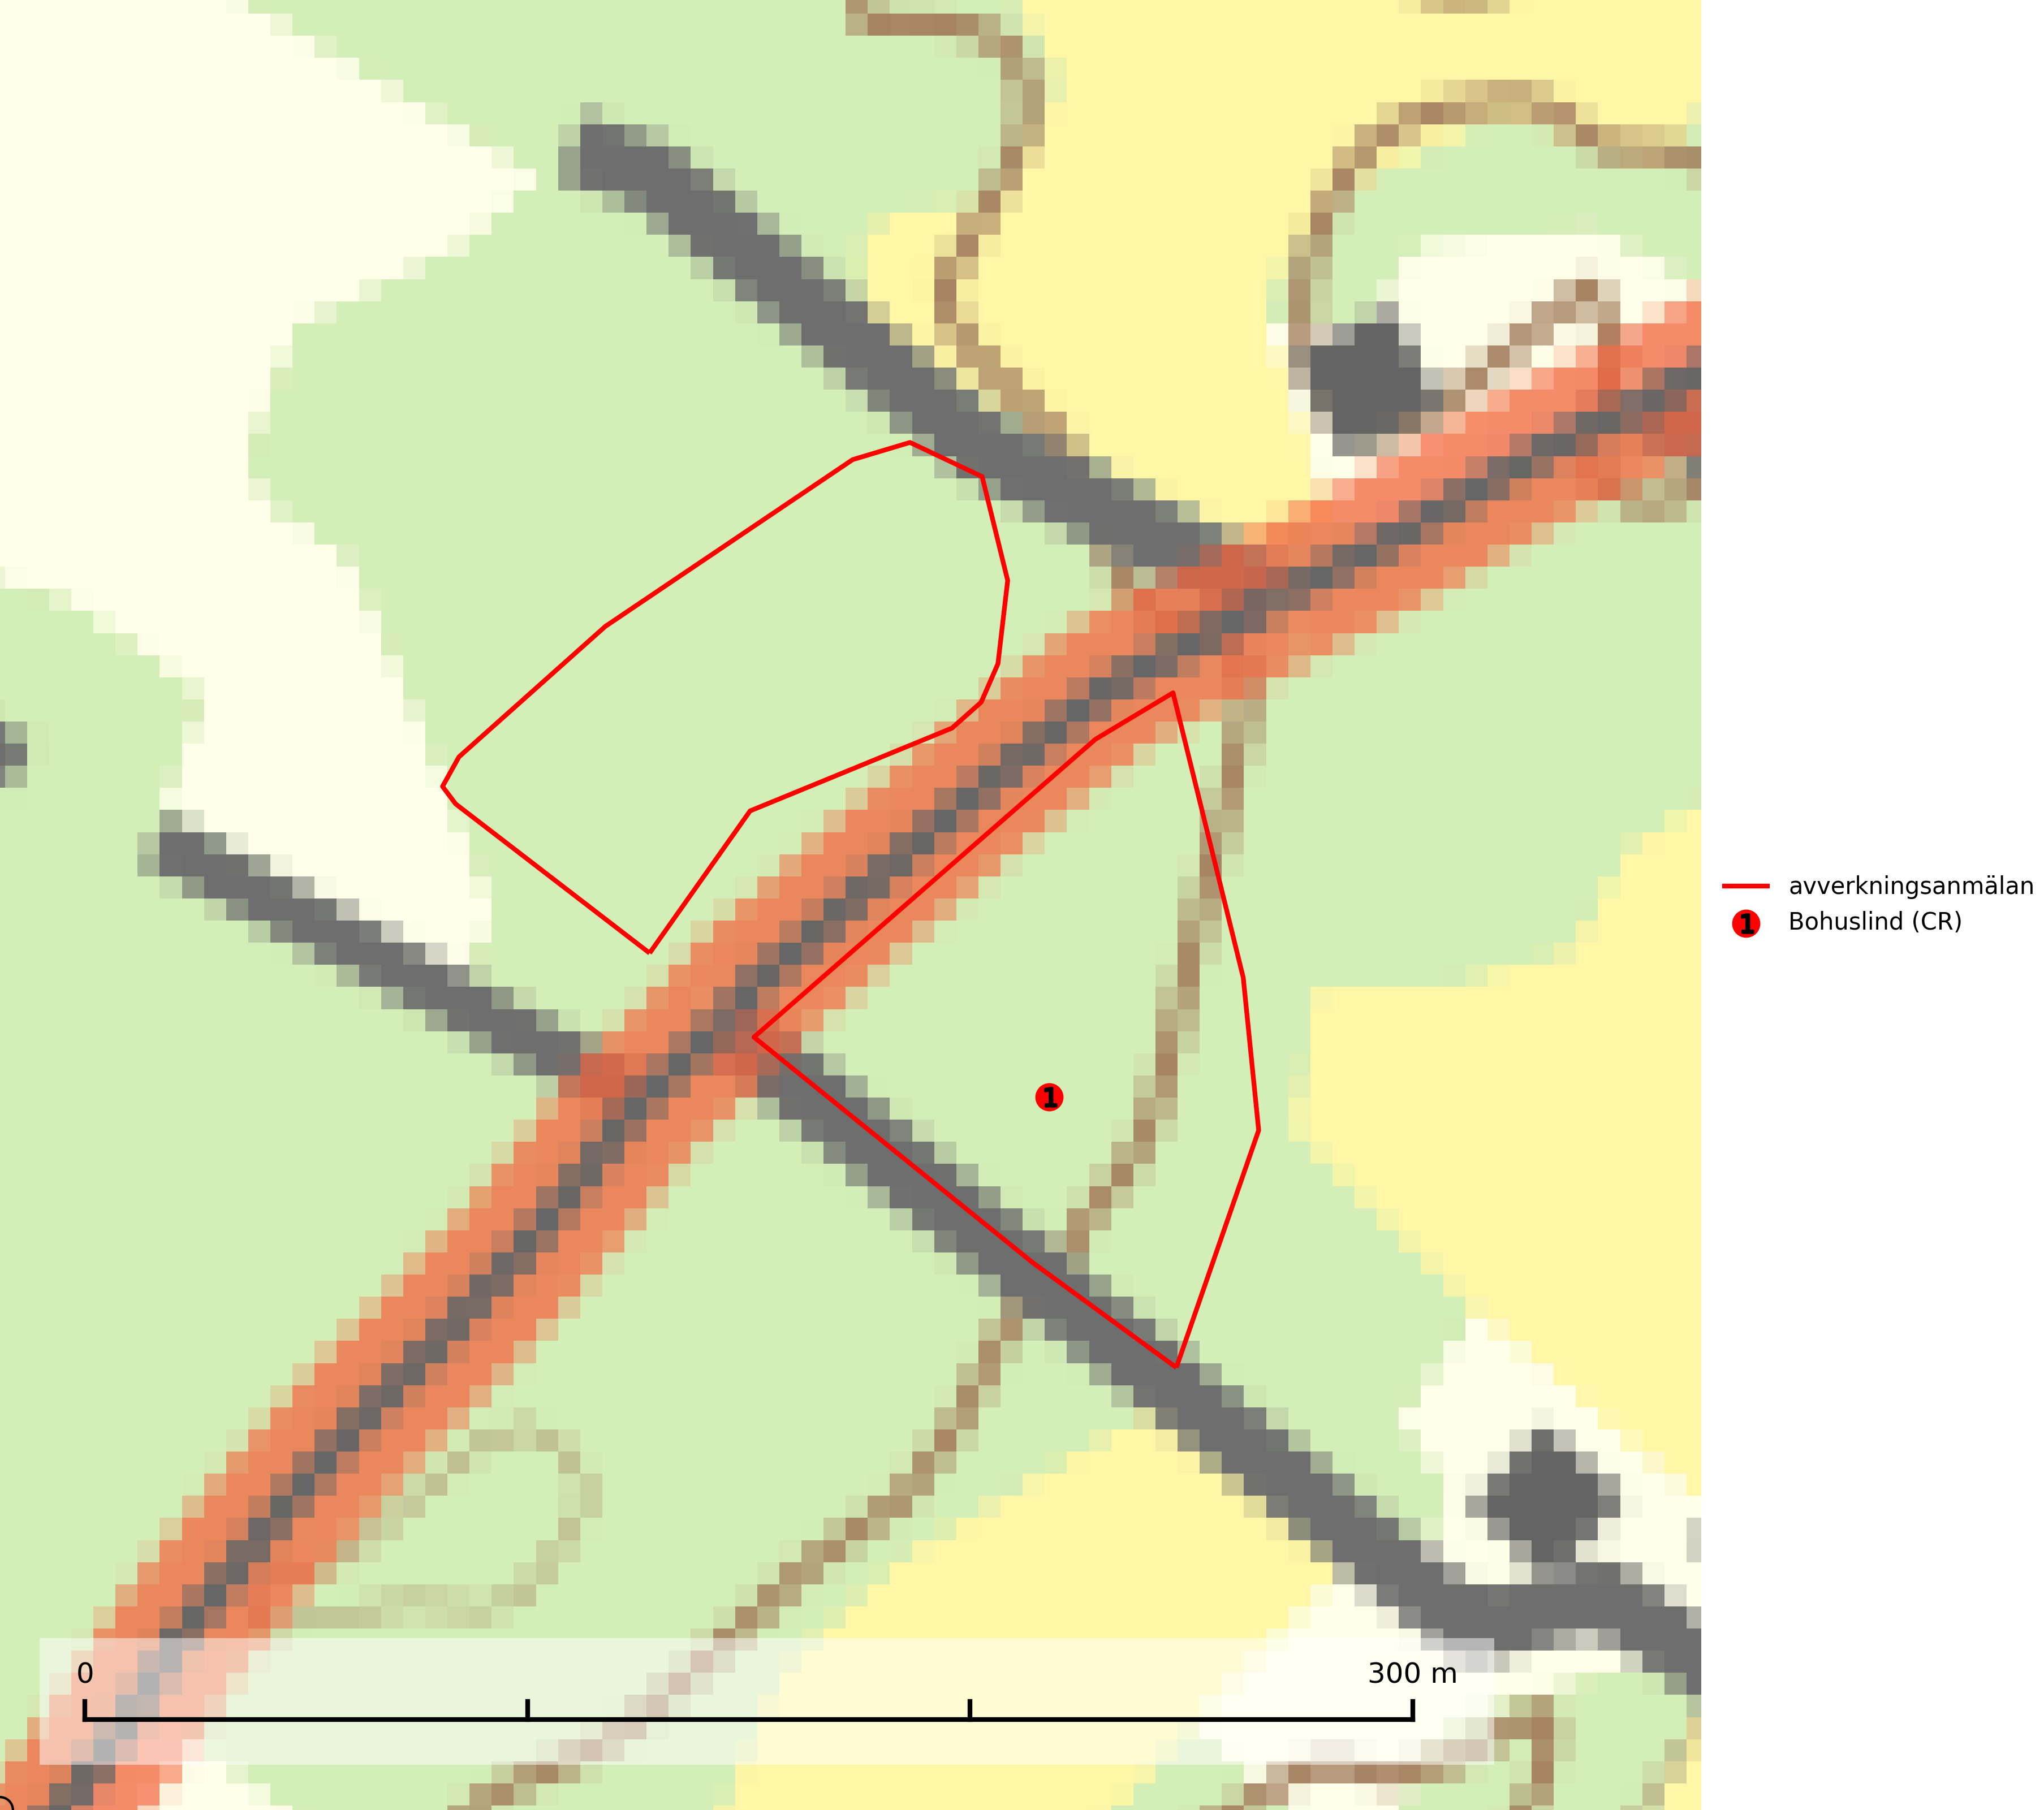 avverkningsanmälan
1 Bohuslind (CR)
1
0 300 m